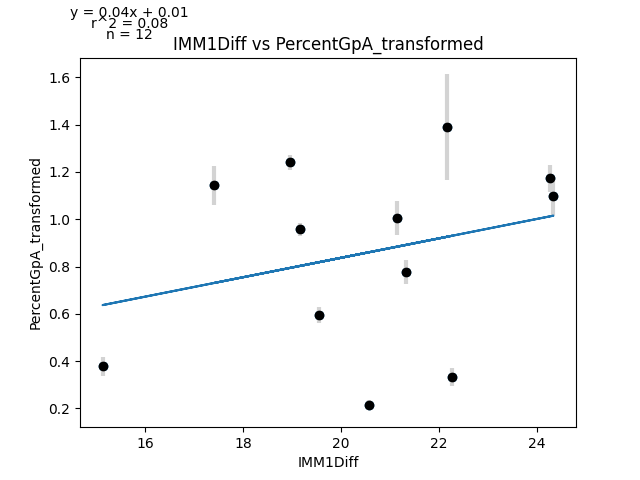 y = 0.04x + 0.01
r^2 = 0.08
n = 12
IMM1Diff vs PercentGpA_transformed
PercentGpA_transformed
1.6
1.4
1.2
1.0
0.8
0.6
0.4
0.2
16 18 20 22 24
IMM1Diff